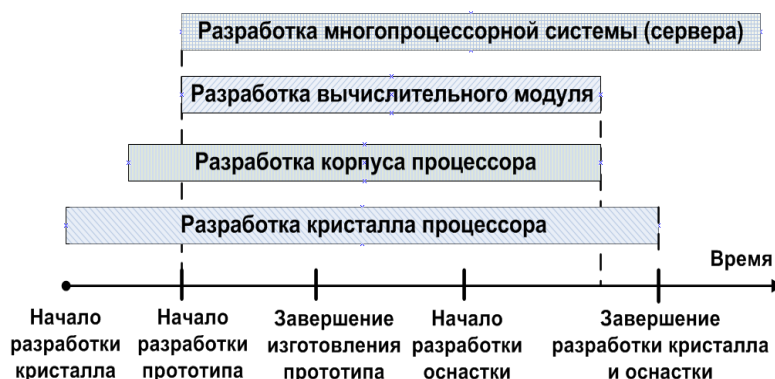 Разработка многопроцессорной системы (сервера)
Разработка вычислительного модуля
Разработка корпуса процессора
Разработка кристалла процессора
Время
Начало
разработки
кристалла
Начало
разработки
прототипа
Завершение
изготовления
прототипа
Начало
разработки
оснастки
Завершение
разработки кристалла
и оснастки